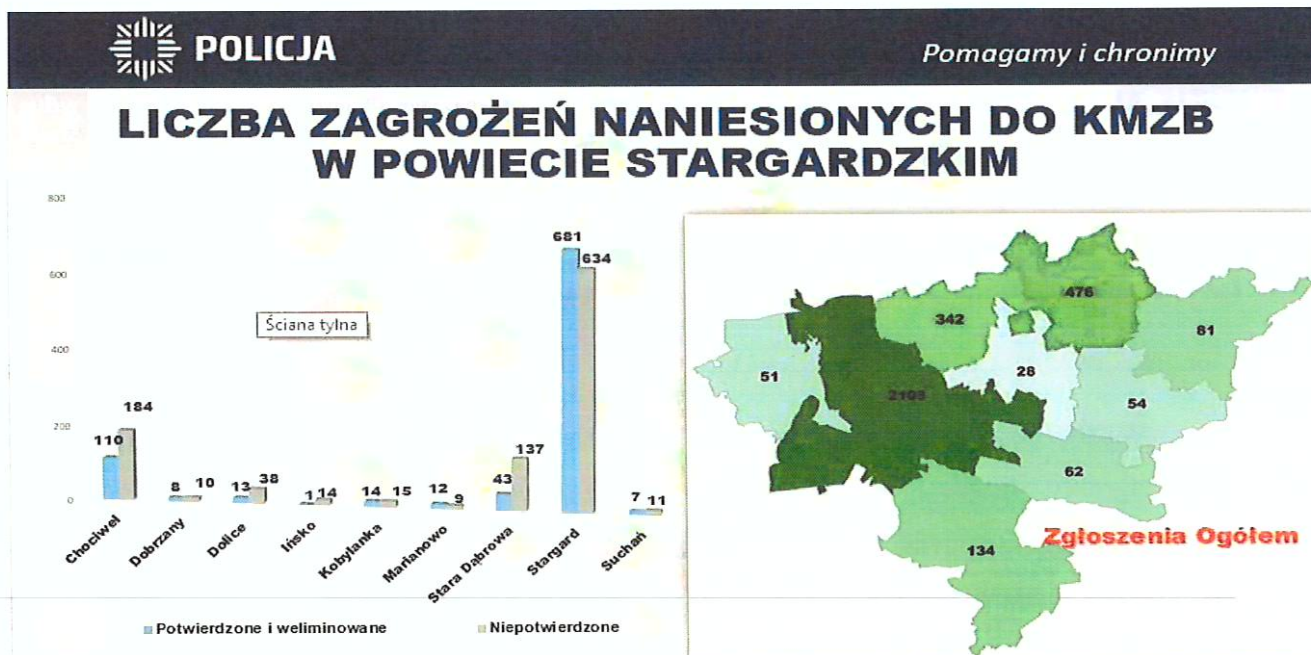 POLICJA
Pomagamy i chronimy
LICZBA ZAGROŻEŃ NANIESIONYCH DO KMZB
W POWIECIE STARGARDZKIM
800
600
400
200
0
Ściana tylna
110
184
8
10
13
38
1
14
14
15
12
9
43
137
681
634
7
11
Chociwel
Dobrzany
Dolice
Ińsko
Kobylanka
Marianowo
Stara Dąbrowa
Stargard
Suchań
Potwierdzone i weliminowane
Niepotwierdzone
476
342
81
28
51
54
62
134
Zgłoszenia Ogółem